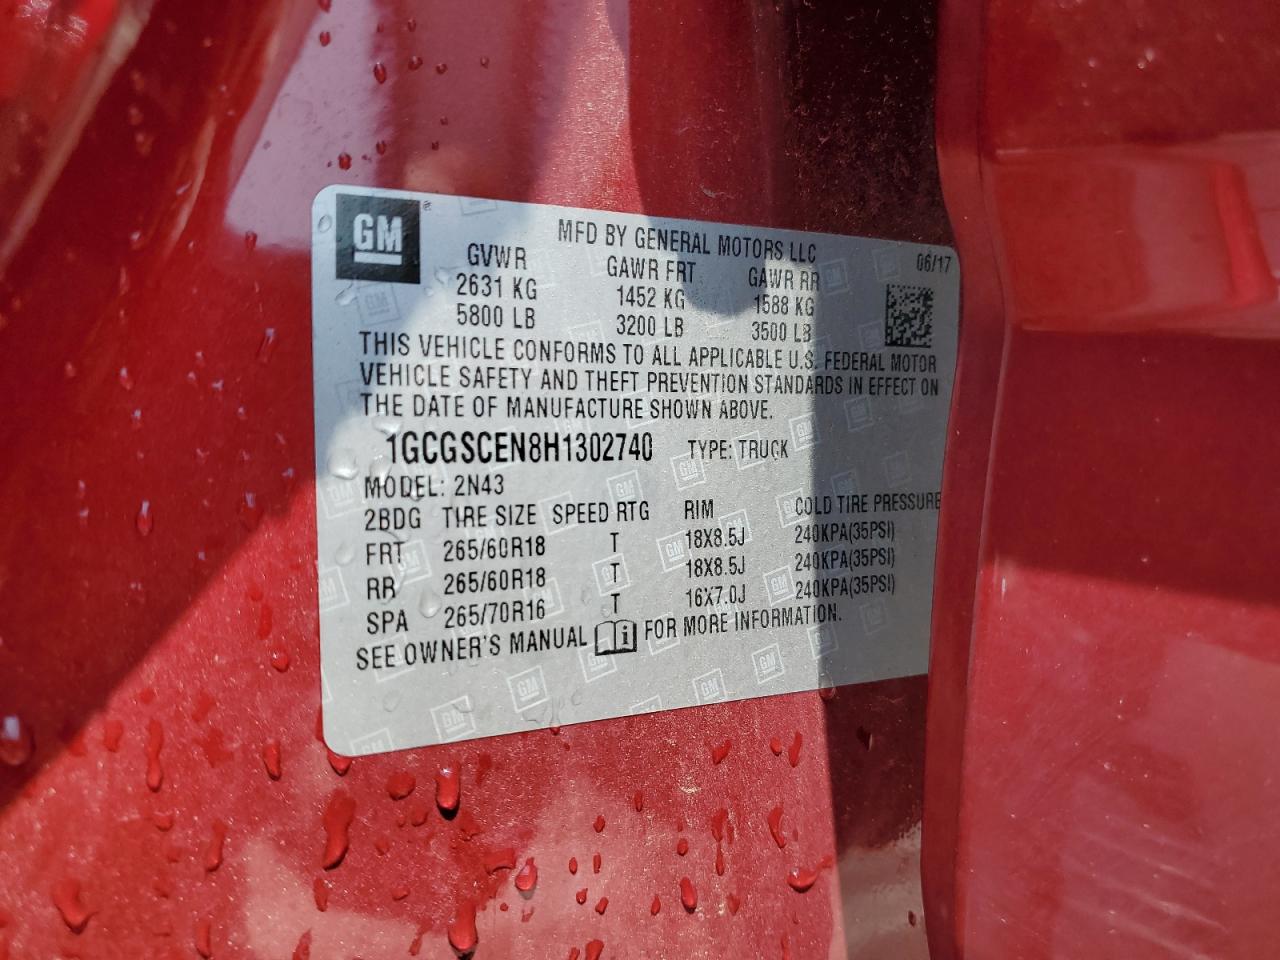 GM
MFD BY GENERAL MOTORS LLC 06/17
GVWR GAWR FRT GAWR RR
2631 KG 1452 KG 1588 KG
5800 LB 3200 LB 3500 LB
THIS VEHICLE CONFORMS TO ALL APPLICABLE U.S. FEDERAL MOTOR
VEHICLE SAFETY AND THEFT PREVENTION STANDARDS IN EFFECT ON
THE DATE OF MANUFACTURE SHOWN ABOVE.
1GCGSCEN8H1302740 TYPE: TRUCK
MODEL: 2N43
2BDG TIRE SIZE SPEED RTG RIM COLD TIRE PRESSURE
FRT 265/60R18 T 18X8.5J 240KPA(35PSI)
RR 265/60R18 T 18X8.5J 240KPA(35PSI)
SPA 265/70R16 T 16X7.0J 240KPA(35PSI)
SEE OWNER'S MANUAL i FOR MORE INFORMATION.